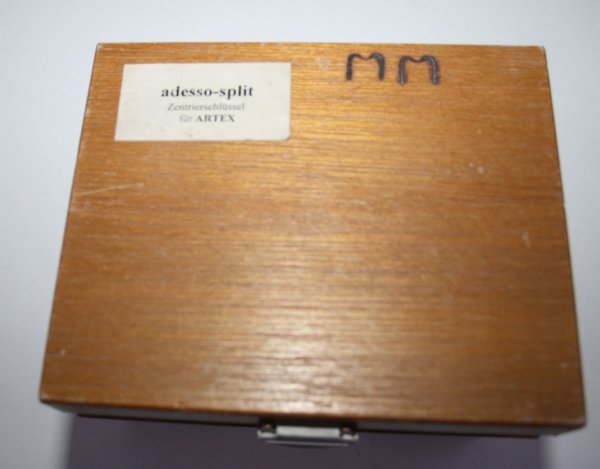 adesso-split
Zentrierschlüssel
für ARTEX
MM